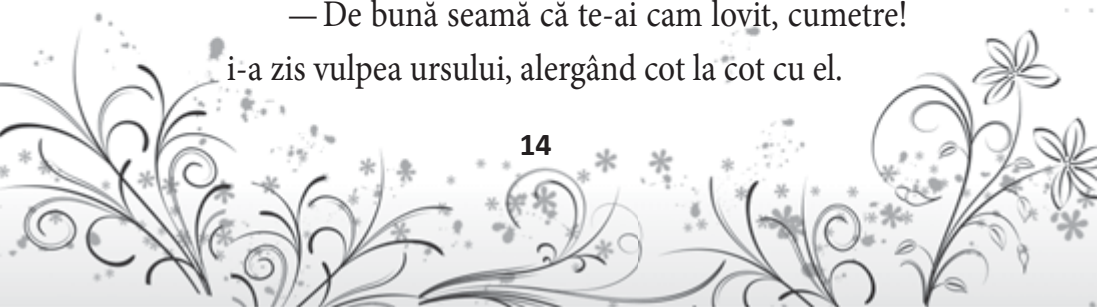 — De bună seamă că te-ai cam lovit, cumetre!
i-a zis vulpea ursului, alergând cot la cot cu el.
14